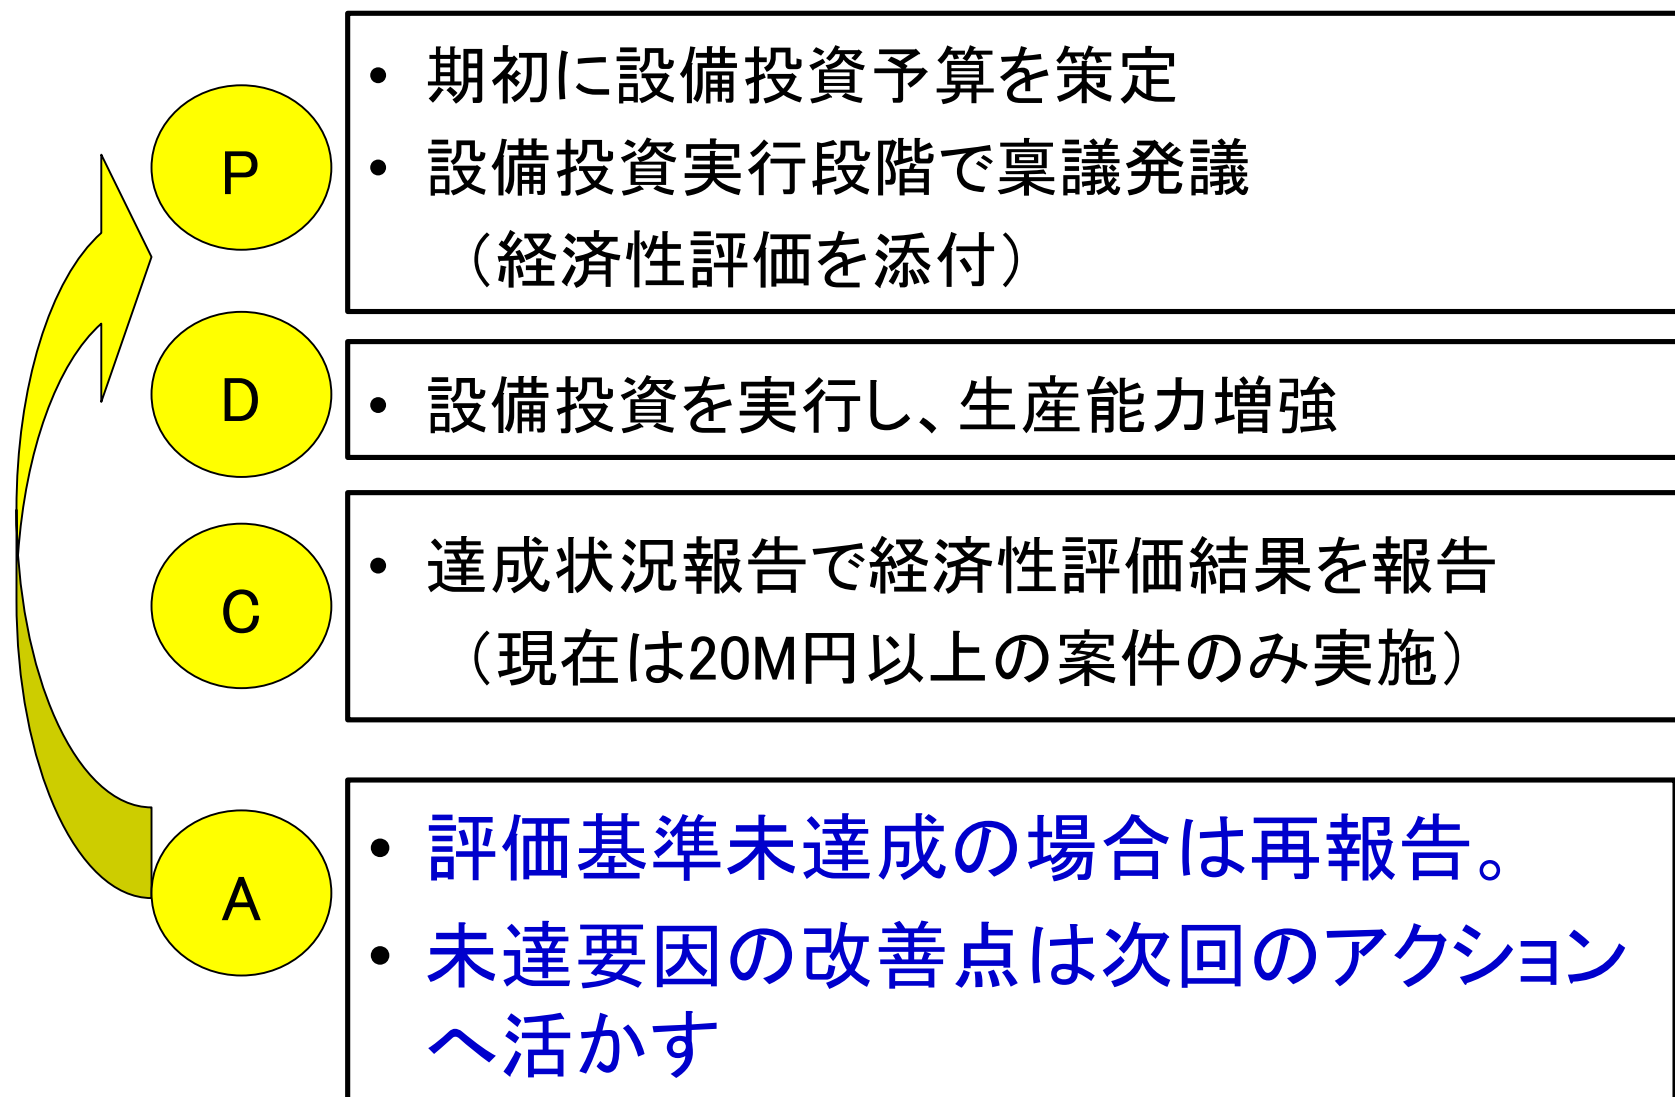 P
• 期初に設備投資予算を策定
• 設備投資実行段階で稟議発議
（経済性評価を添付）
D
• 設備投資を実行し、生産能力増強
C
• 達成状況報告で経済性評価結果を報告
（現在は20M円以上の案件のみ実施）
A
• 評価基準未達成の場合は再報告。
• 未達要因の改善点は次回のアクション
へ活かす